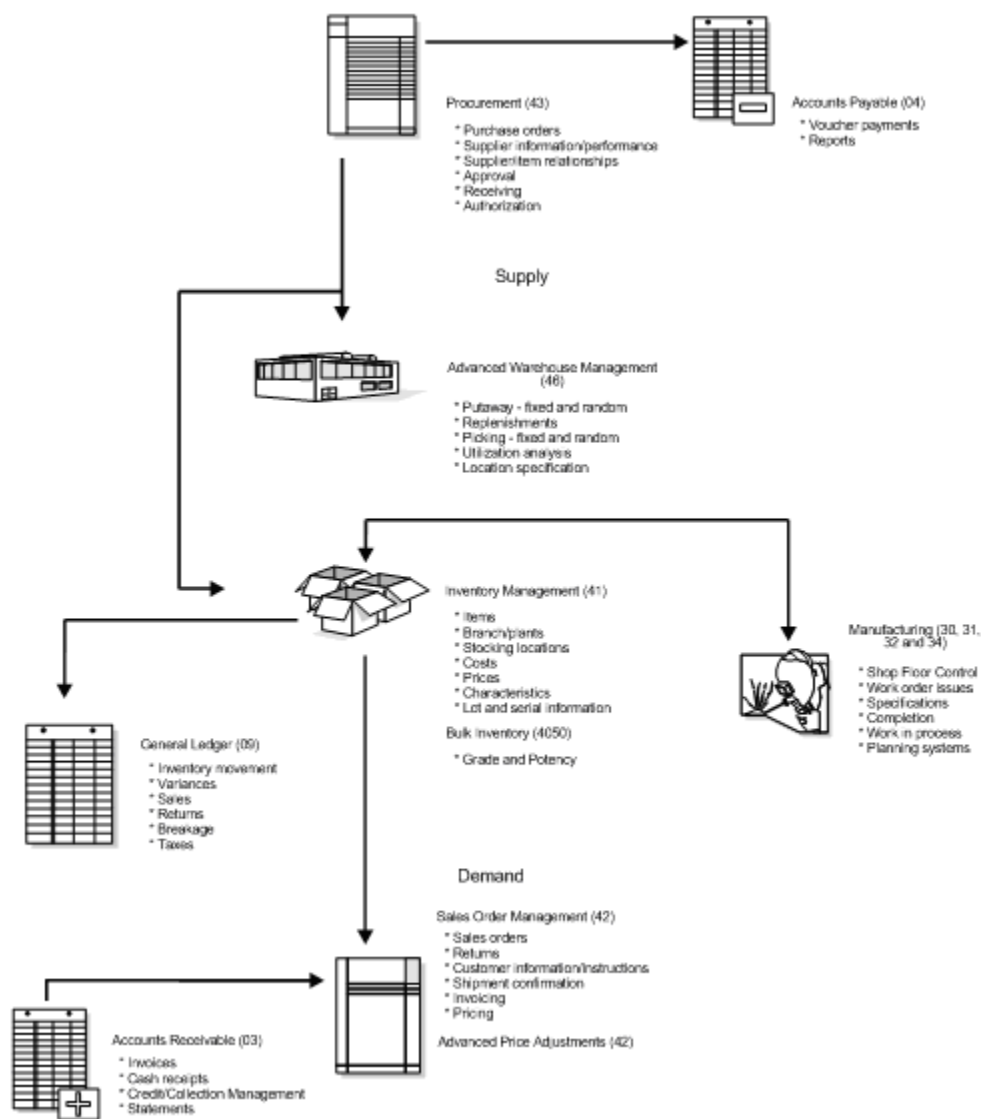 Procurement (43)
* Purchase orders
* Supplier information/performance
* Supplier/item relationships
* Approval
* Receiving
* Authorization
Accounts Payable (04)
* Voucher payments
* Reports
Supply
Advanced Warehouse Management
(46)
* Putaway - fixed and random
* Replenishments
* Picking - fixed and random
* Utilization analysis
* Location specification
Inventory Management (41)
* Items
* Branch/plants
* Stocking locations
* Costs
* Prices
* Characteristics
* Lot and serial information
Bulk Inventory (4050)
* Grade and Potency
Manufacturing (30, 31,
32 and 34)
* Shop Floor Control
* Work order issues
* Specifications
* Completion
* Work in process
* Planning systems
General Ledger (09)
* Inventory movement
* Variances
* Sales
* Returns
* Breakage
* Taxes
Demand
Sales Order Management (42)
* Sales orders
* Returns
* Customer information/instructions
* Shipment confirmation
* Invoicing
* Pricing
Advanced Price Adjustments (42)
Accounts Receivable (03)
* Invoices
* Cash receipts
* Credit/Collection Management
* Statements